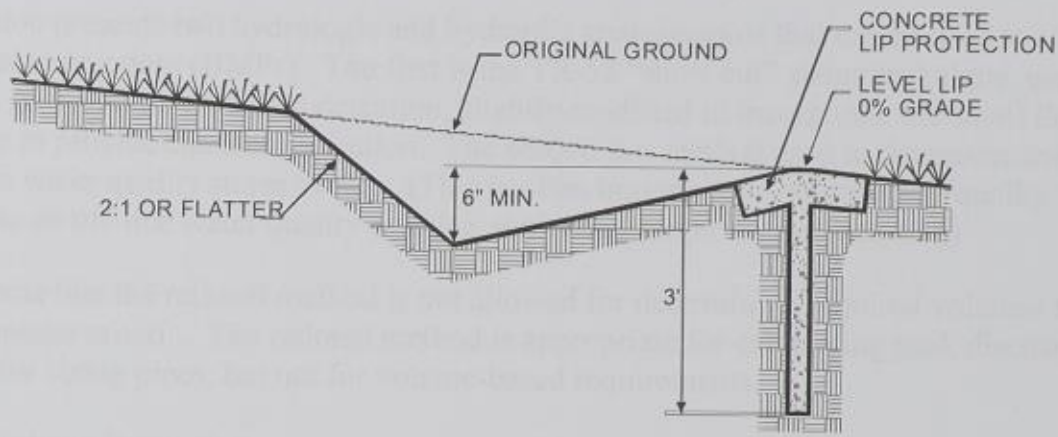 CONCRETE
LIP PROTECTION
ORIGINAL GROUND
LEVEL LIP
0% GRADE
2:1 OR FLATTER
6" MIN.
3'